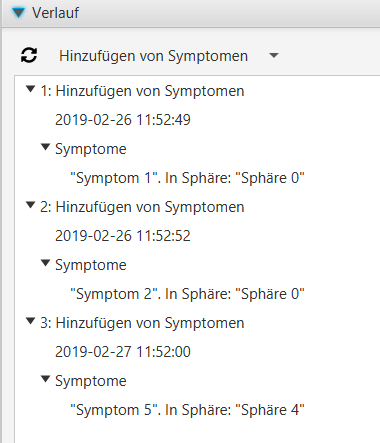 Verlauf
Hinzufügen von Symptomen
1: Hinzufügen von Symptomen
2019-02-26 11:52:49
Symptome
"Symptom 1". In Sphäre: "Sphäre 0"
2: Hinzufügen von Symptomen
2019-02-26 11:52:52
Symptome
"Symptom 2". In Sphäre: "Sphäre 0"
3: Hinzufügen von Symptomen
2019-02-27 11:52:00
Symptome
"Symptom 5". In Sphäre: "Sphäre 4"